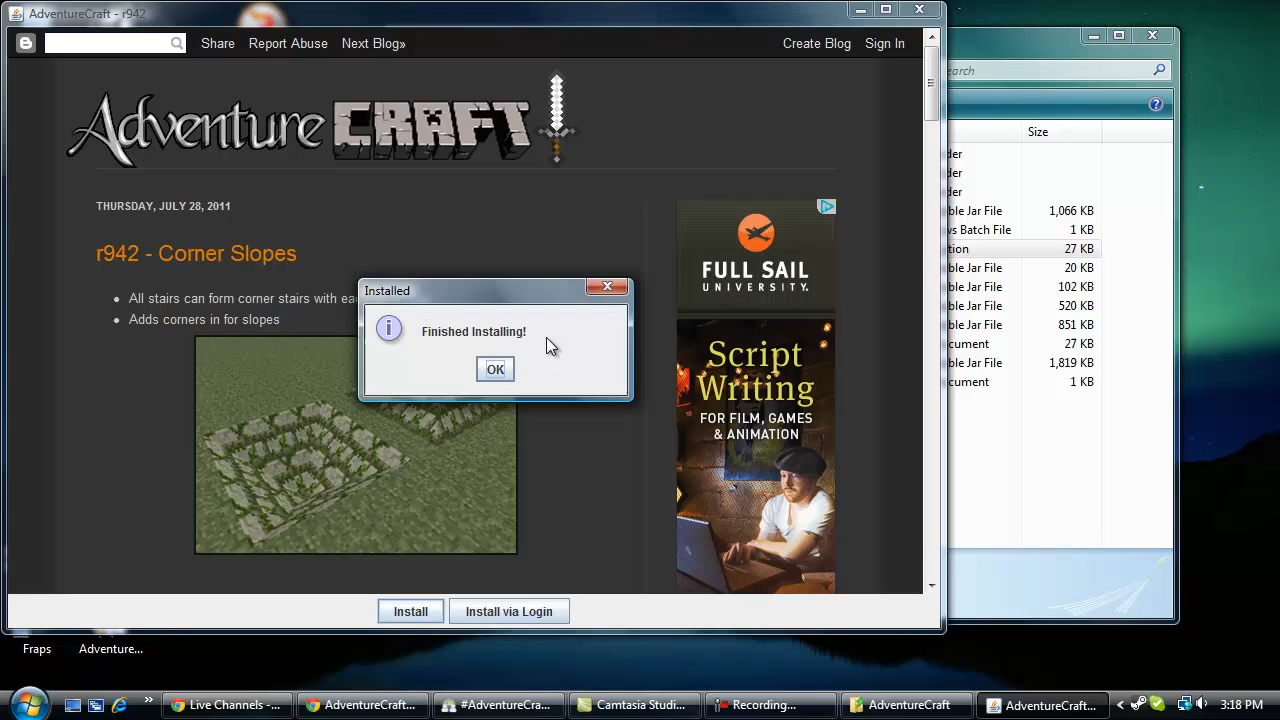 AdventureCraft - r942
Share Report Abuse Next Blog» Create Blog Sign In
Adventure CRAFT
THURSDAY, JULY 28, 2011
r942 - Corner Slopes
All stairs can form corner stairs with eac
Adds corners in for slopes
FULL SAIL
UNIVERSITY.
Script
Writing
FOR FILM, GAMES
& ANIMATION
Installed
Finished Installing!
OK
Install Install via Login
earch
Size
der
der
der
ble Jar File 1,066 KB
vs Batch File 1 KB
tion 27 KB
ble Jar File 20 KB
ble Jar File 102 KB
ble Jar File 520 KB
ble Jar File 851 KB
ocument 27 KB
ble Jar File 1,819 KB
ocument 1 KB
Fraps Adventure...
Live Channels -... AdventureCraft... #AdventureCra... Camtasia Studi... Recording... AdventureCraft AdventureCraft... 3:18 PM